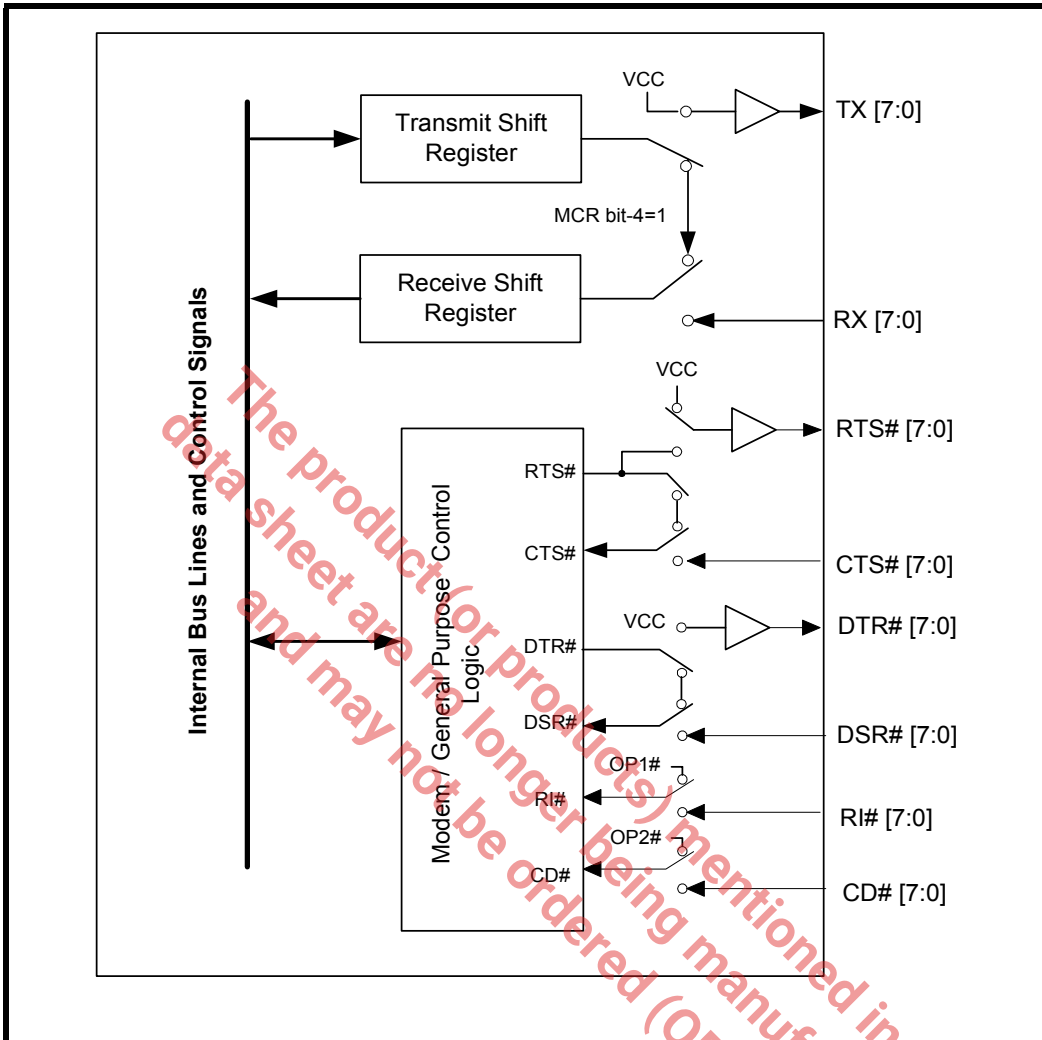 VCC
TX [7:0]
Transmit Shift
Register
MCR bit-4=1
Receive Shift
Register
RX [7:0]
Internal Bus Lines and Control Signals
VCC
RTS# [7:0]
RTS#
CTS#
CTS# [7:0]
Modem / General Purpose Control
Logic
VCC
DTR# [7:0]
DTR#
DSR#
DSR# [7:0]
OP1#
RI#
RI# [7:0]
OP2#
CD#
CD# [7:0]
The product (or products) mentioned in
data sheet are no longer being manuf
and may not be ordered (O